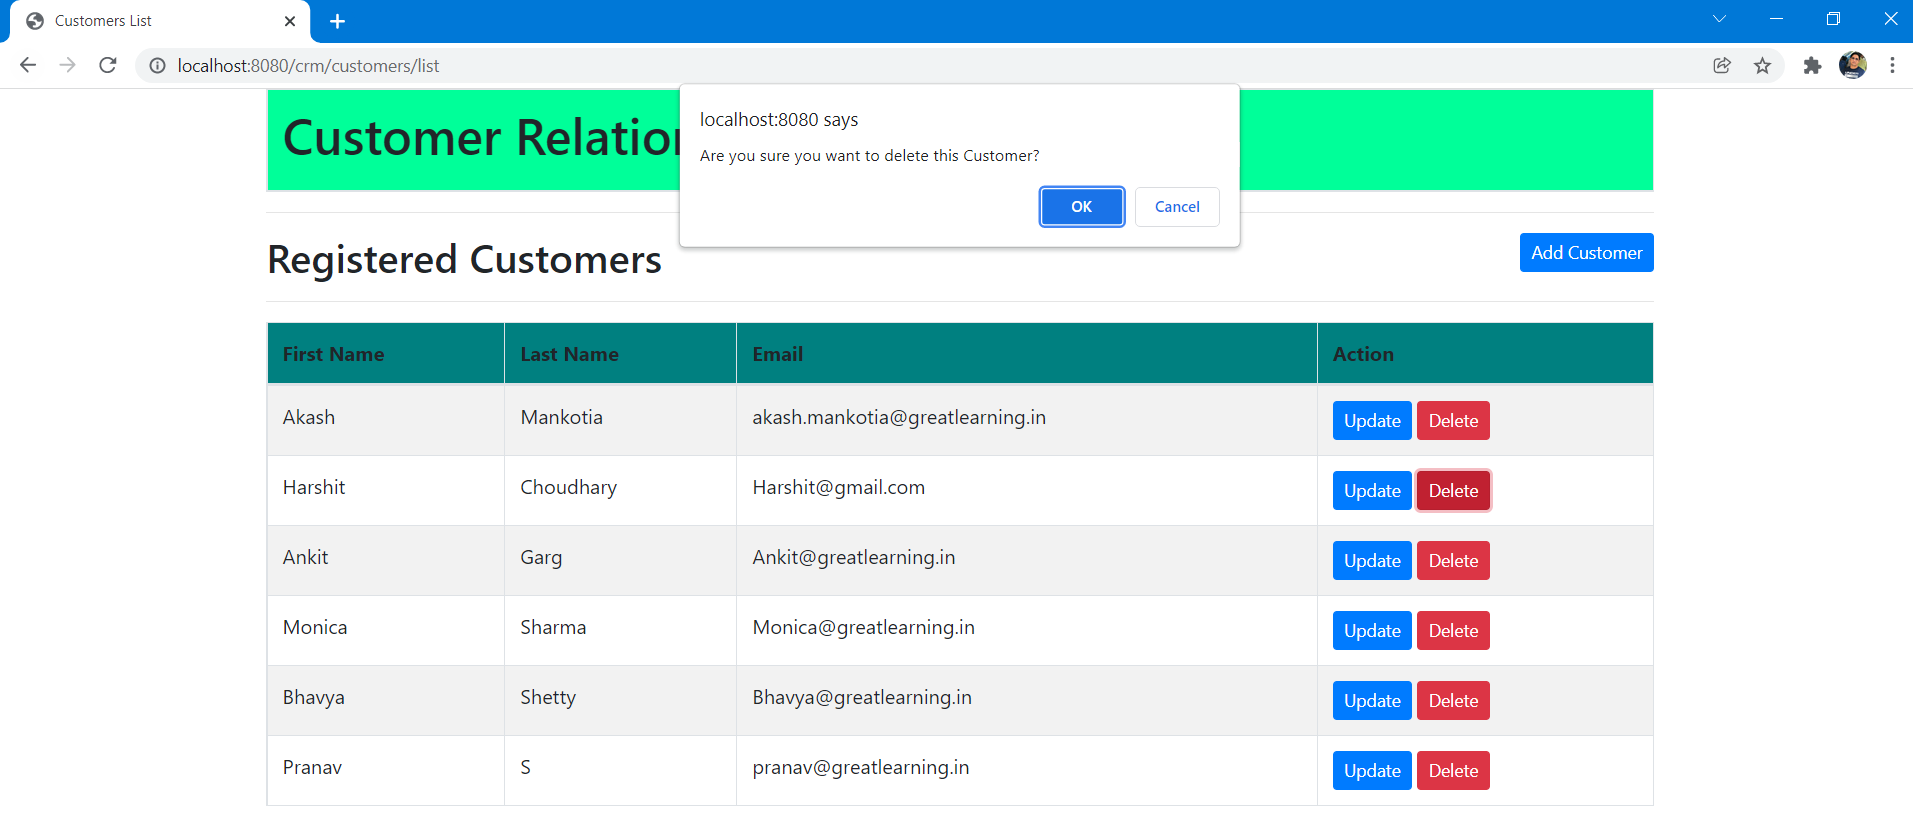 Customers List
localhost:8080/crm/customers/list
localhost:8080 says
Are you sure you want to delete this Customer?
OK Cancel
Customer Relation
Registered Customers
Add Customer
First Name Last Name Email Action
Akash Mankotia akash.mankotia@greatlearning.in Update Delete
Harshit Choudhary Harshit@gmail.com Update Delete
Ankit Garg Ankit@greatlearning.in Update Delete
Monica Sharma Monica@greatlearning.in Update Delete
Bhavya Shetty Bhavya@greatlearning.in Update Delete
Pranav S pranav@greatlearning.in Update Delete